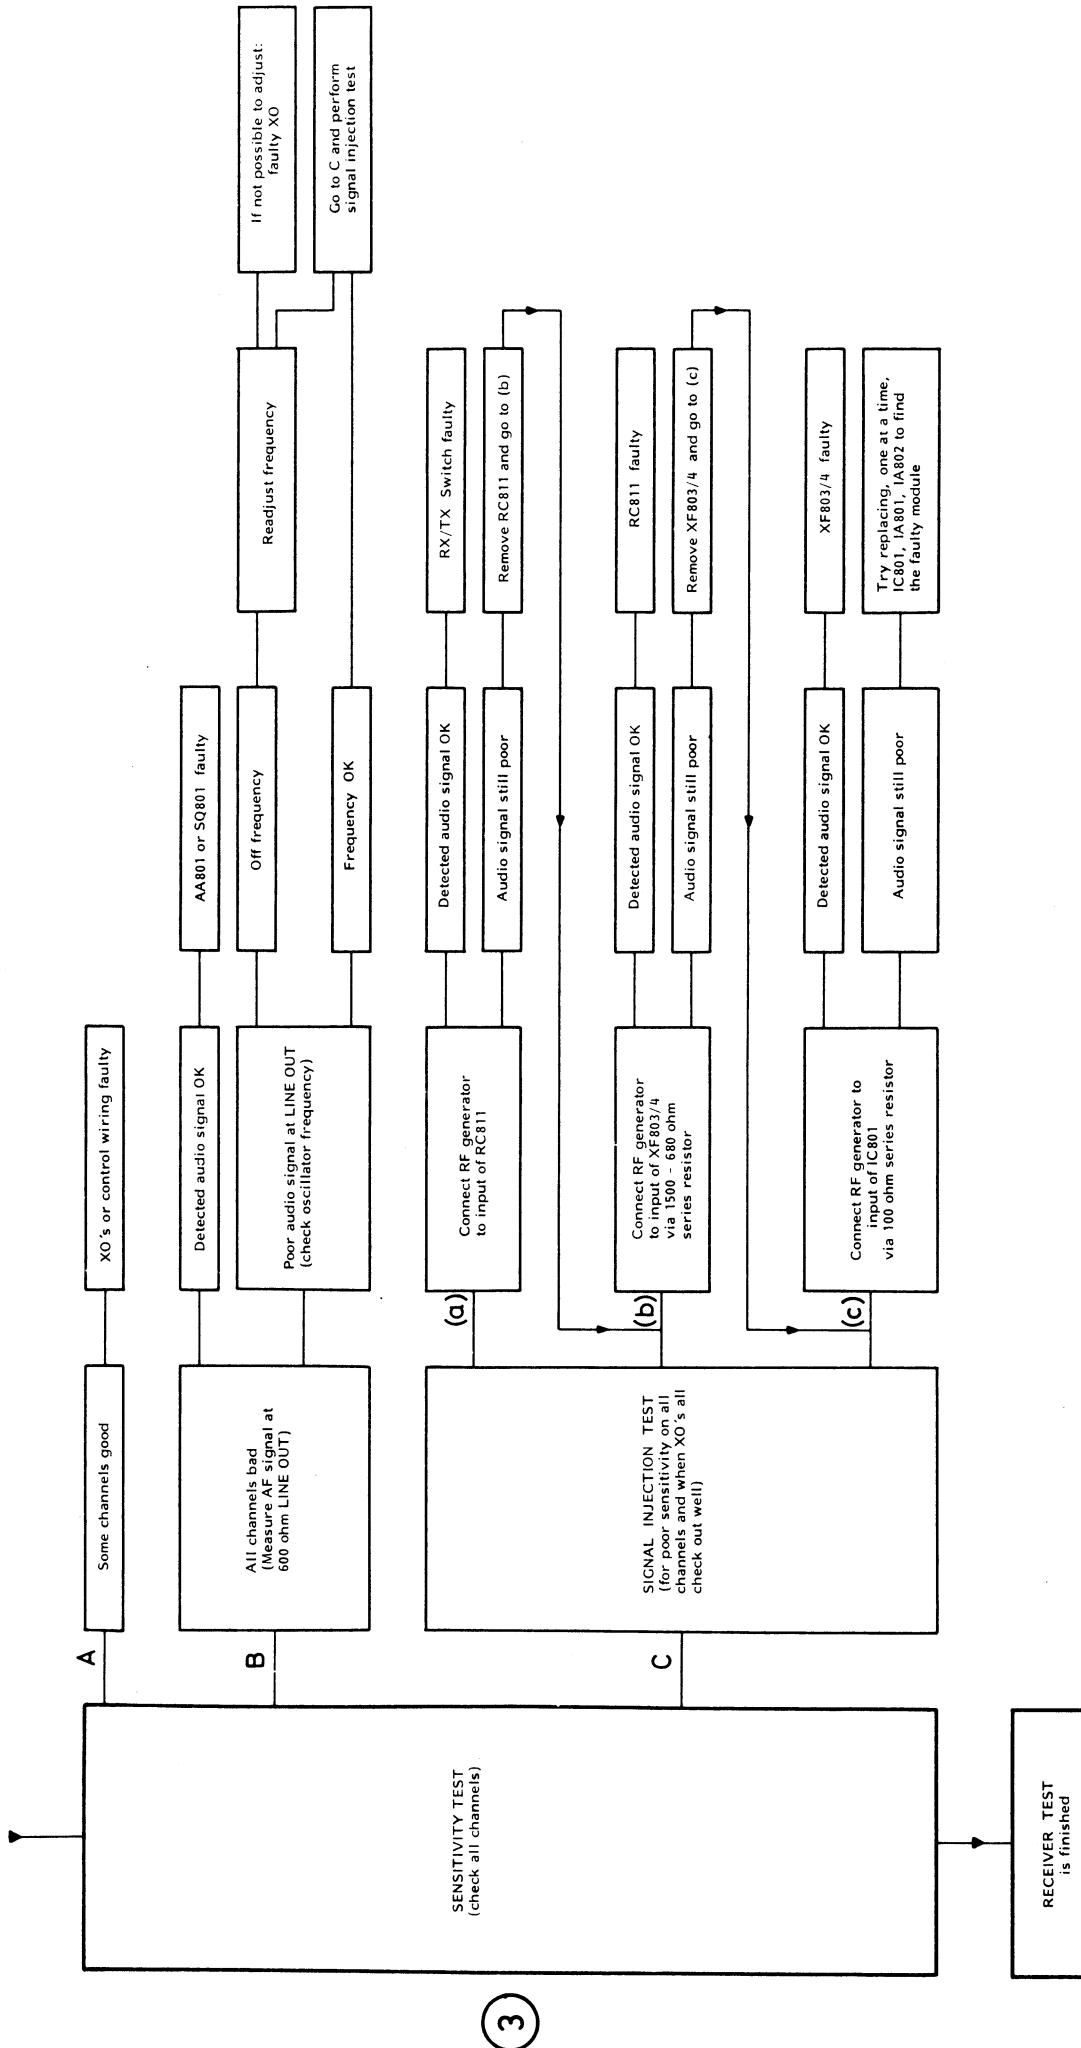 3
SENSITIVITY TEST
(check all channels)
RECEIVER TEST
is finished
A
Some channels good
XO's or control wiring faulty
B
All channels bad
(Measure AF signal at
600 ohm LINE OUT)
Detected audio signal OK
AA801 or SQ801 faulty
Poor audio signal at LINE OUT
(check oscillator frequency)
Off frequency
Readjust frequency
If not possible to adjust:
faulty XO
Frequency OK
Go to C and perform
signal injection test
C
SIGNAL INJECTION TEST
(for poor sensitivity on all
channels and when XO's all
check out well)
(a)
Connect RF generator
to input of RC811
Detected audio signal OK
RX/TX Switch faulty
Audio signal still poor
Remove RC811 and go to (b)
(b)
Connect RF generator
to input of XF803/4
via 1500 - 680 ohm
series resistor
Detected audio signal OK
RC811 faulty
Audio signal still poor
Remove XF803/4 and go to (c)
(c)
Connect RF generator to
input of IC801
via 100 ohm series resistor
Detected audio signal OK
XF803/4 faulty
Audio signal still poor
Try replacing, one at a time,
IC801, IA801, IA802 to find
the faulty module